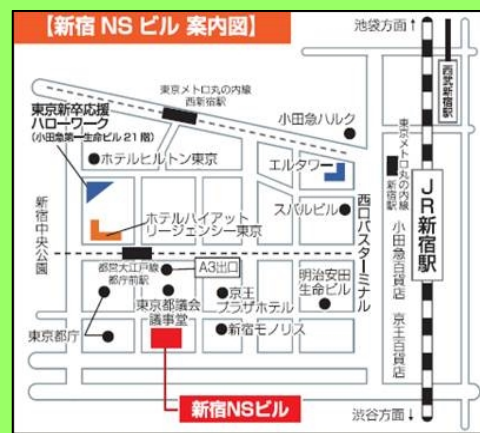 【新宿 NS ビル 案内図】
池袋方面↑
西武新宿駅
東京メトロ丸の内線
西新宿駅
東京新卒応援
ハローワーク
(小田急第一生命ビル21階)
小田急ハルク
ホテルヒルトン東京
エルタワー
東京メトロ丸の内線
新宿駅
JR新宿駅
新宿中央公園
スバルビル
西口バスターミナル
ホテルハイアット
リージェンシー東京
小田急百貨店
都営大江戸線
都庁前駅
A3出口
明治安田
生命ビル
京王
プラザホテル
東京都議会
議事堂
京王百貨店
東京都庁
新宿モノリス
新宿NSビル
渋谷方面↓